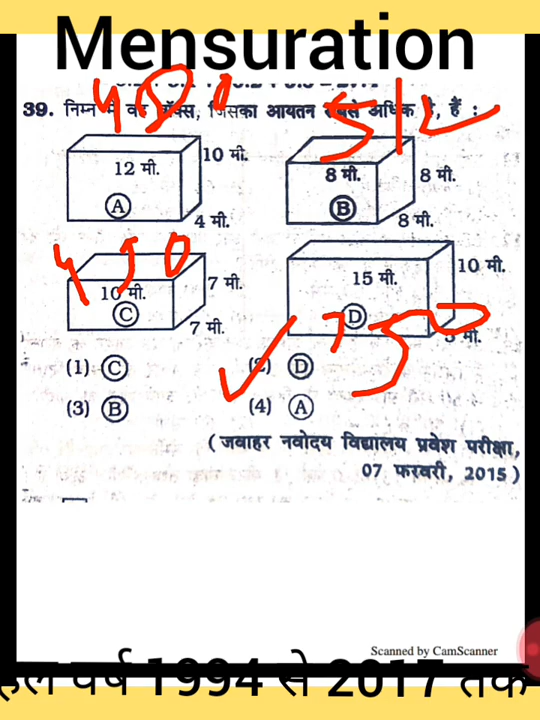 Mensuration
39. निम्न में वह बॉक्स, जिसका आयतन सबसे अधिक है, हैं :
480
512
12 मी.
10 मी.
4 मी.
A
8 मी.
8 मी.
8 मी.
B
490
10 मी.
7 मी.
7 मी.
C
15 मी.
10 मी.
5 मी.
D
750
(1) C
(2) D
(3) B
(4) A
( जवाहर नवोदय विद्यालय प्रवेश परीक्षा,
07 फरवरी, 2015 )
Scanned by CamScanner
हल वर्ष 1994 से 2017 तक